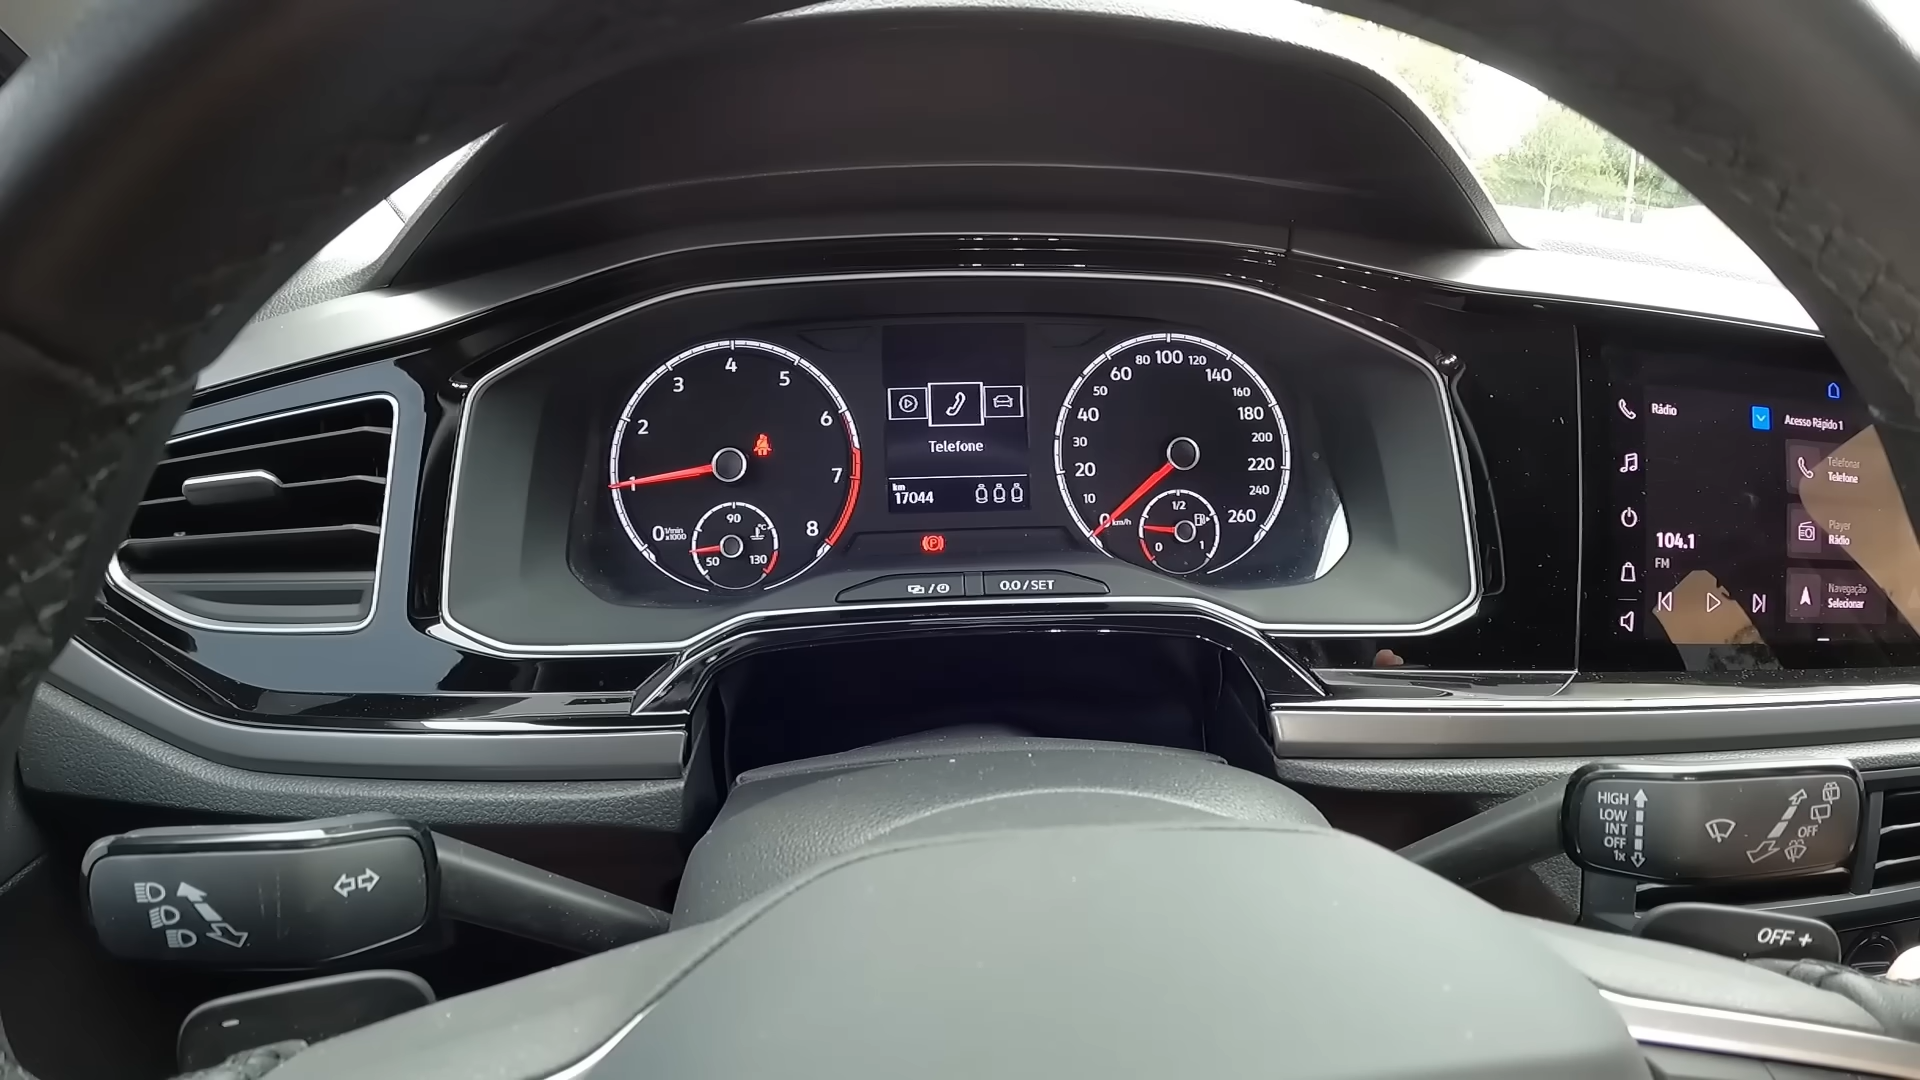 1
2
3
4
5
6
7
8
0 1/min x1000
50
90
130
°C
Telefone
km
17044
P
0 km/h
10
20
30
40
50
60
80
100
120
140
160
180
200
220
240
260
0
1/2
1
0.0 / SET
Rádio
104.1
FM
Acesso Rápido 1
Telefonar
Telefone
Player
Rádio
Navegação
Selecionar
HIGH
LOW
INT
OFF
1x
OFF
OFF +
-